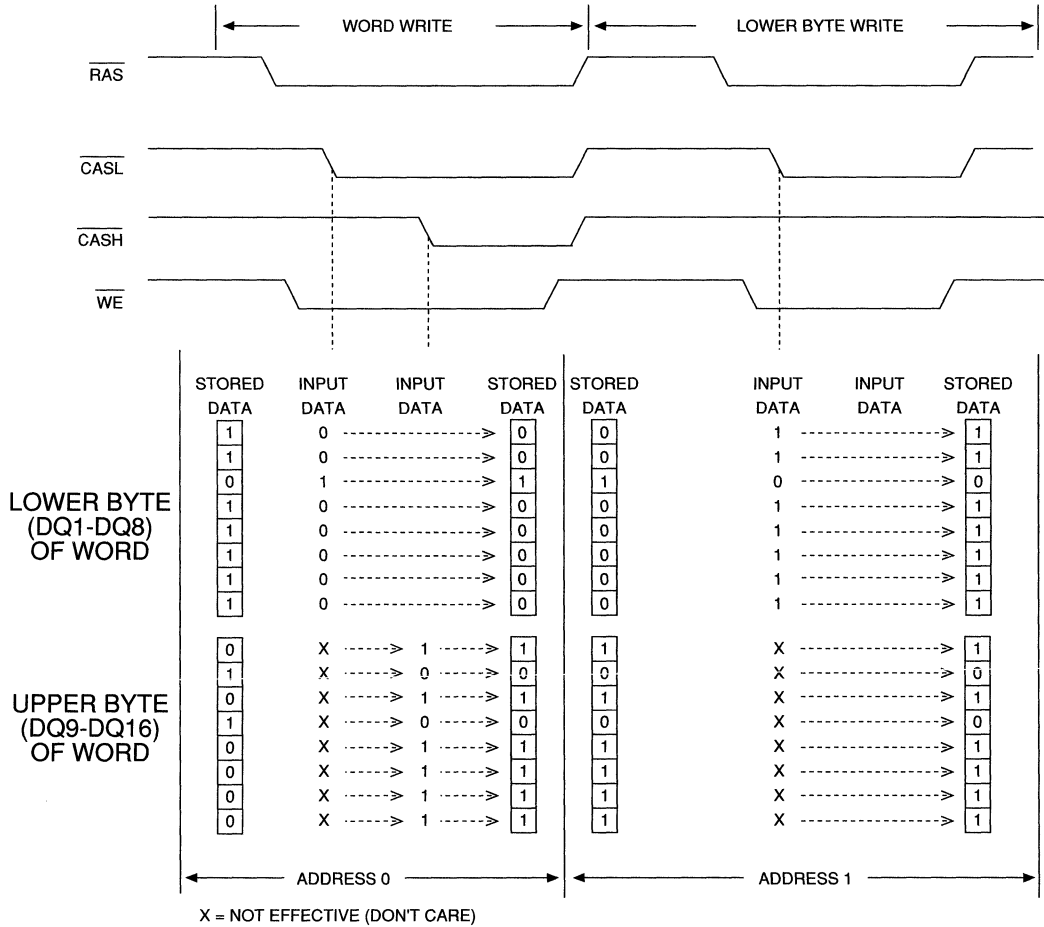 WORD WRITE LOWER BYTE WRITE
RAS
CASL
CASH
WE
STORED INPUT INPUT STORED STORED INPUT INPUT STORED
DATA DATA DATA DATA DATA DATA DATA DATA
1 0 0 0 1 1
1 0 0 0 1 1
0 1 1 1 0 0
1 0 0 0 1 1
1 0 0 0 1 1
1 0 0 0 1 1
1 0 0 0 1 1
1 0 0 0 1 1
LOWER BYTE
(DQ1-DQ8)
OF WORD
0 X 1 1 1 X 1
1 X 0 0 0 X 0
0 X 1 1 1 X 1
1 X 0 0 0 X 0
0 X 1 1 1 X 1
0 X 1 1 1 X 1
0 X 1 1 1 X 1
0 X 1 1 1 X 1
UPPER BYTE
(DQ9-DQ16)
OF WORD
ADDRESS 0 ADDRESS 1
X = NOT EFFECTIVE (DON'T CARE)